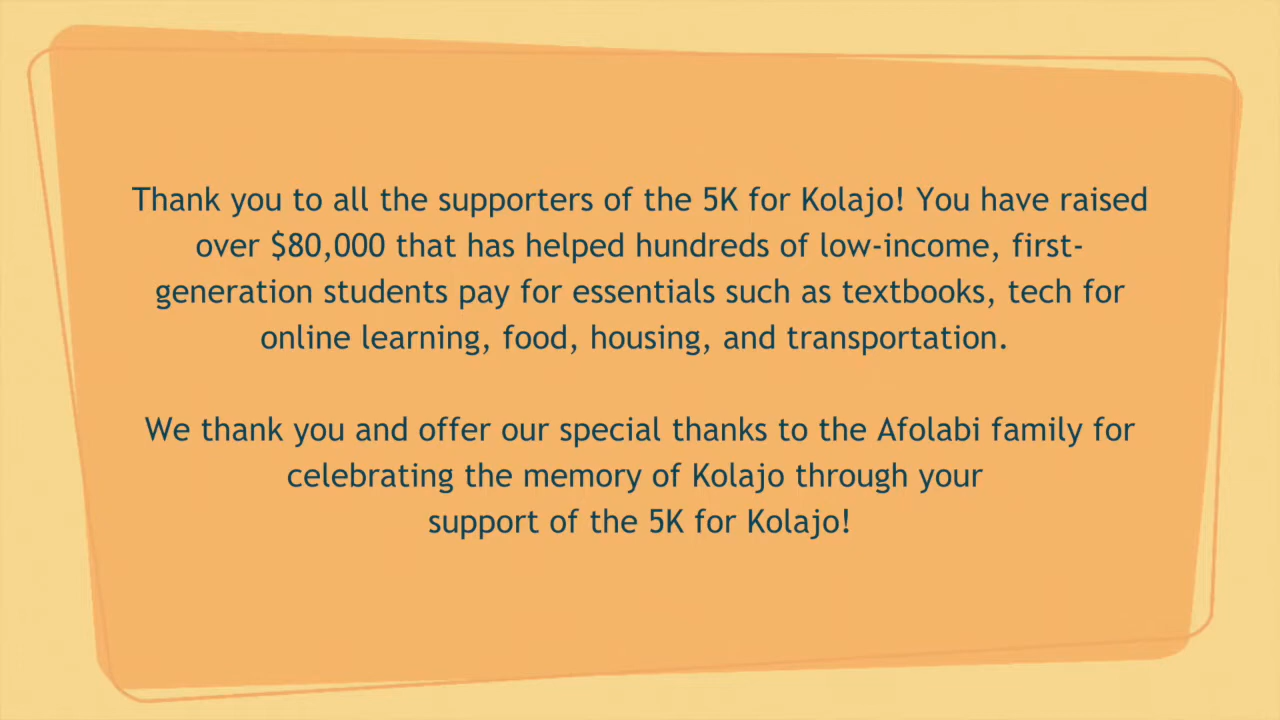 Thank you to all the supporters of the 5K for Kolajo! You have raised
over $80,000 that has helped hundreds of low-income, first-
generation students pay for essentials such as textbooks, tech for
online learning, food, housing, and transportation.
We thank you and offer our special thanks to the Afolabi family for
celebrating the memory of Kolajo through your
support of the 5K for Kolajo!